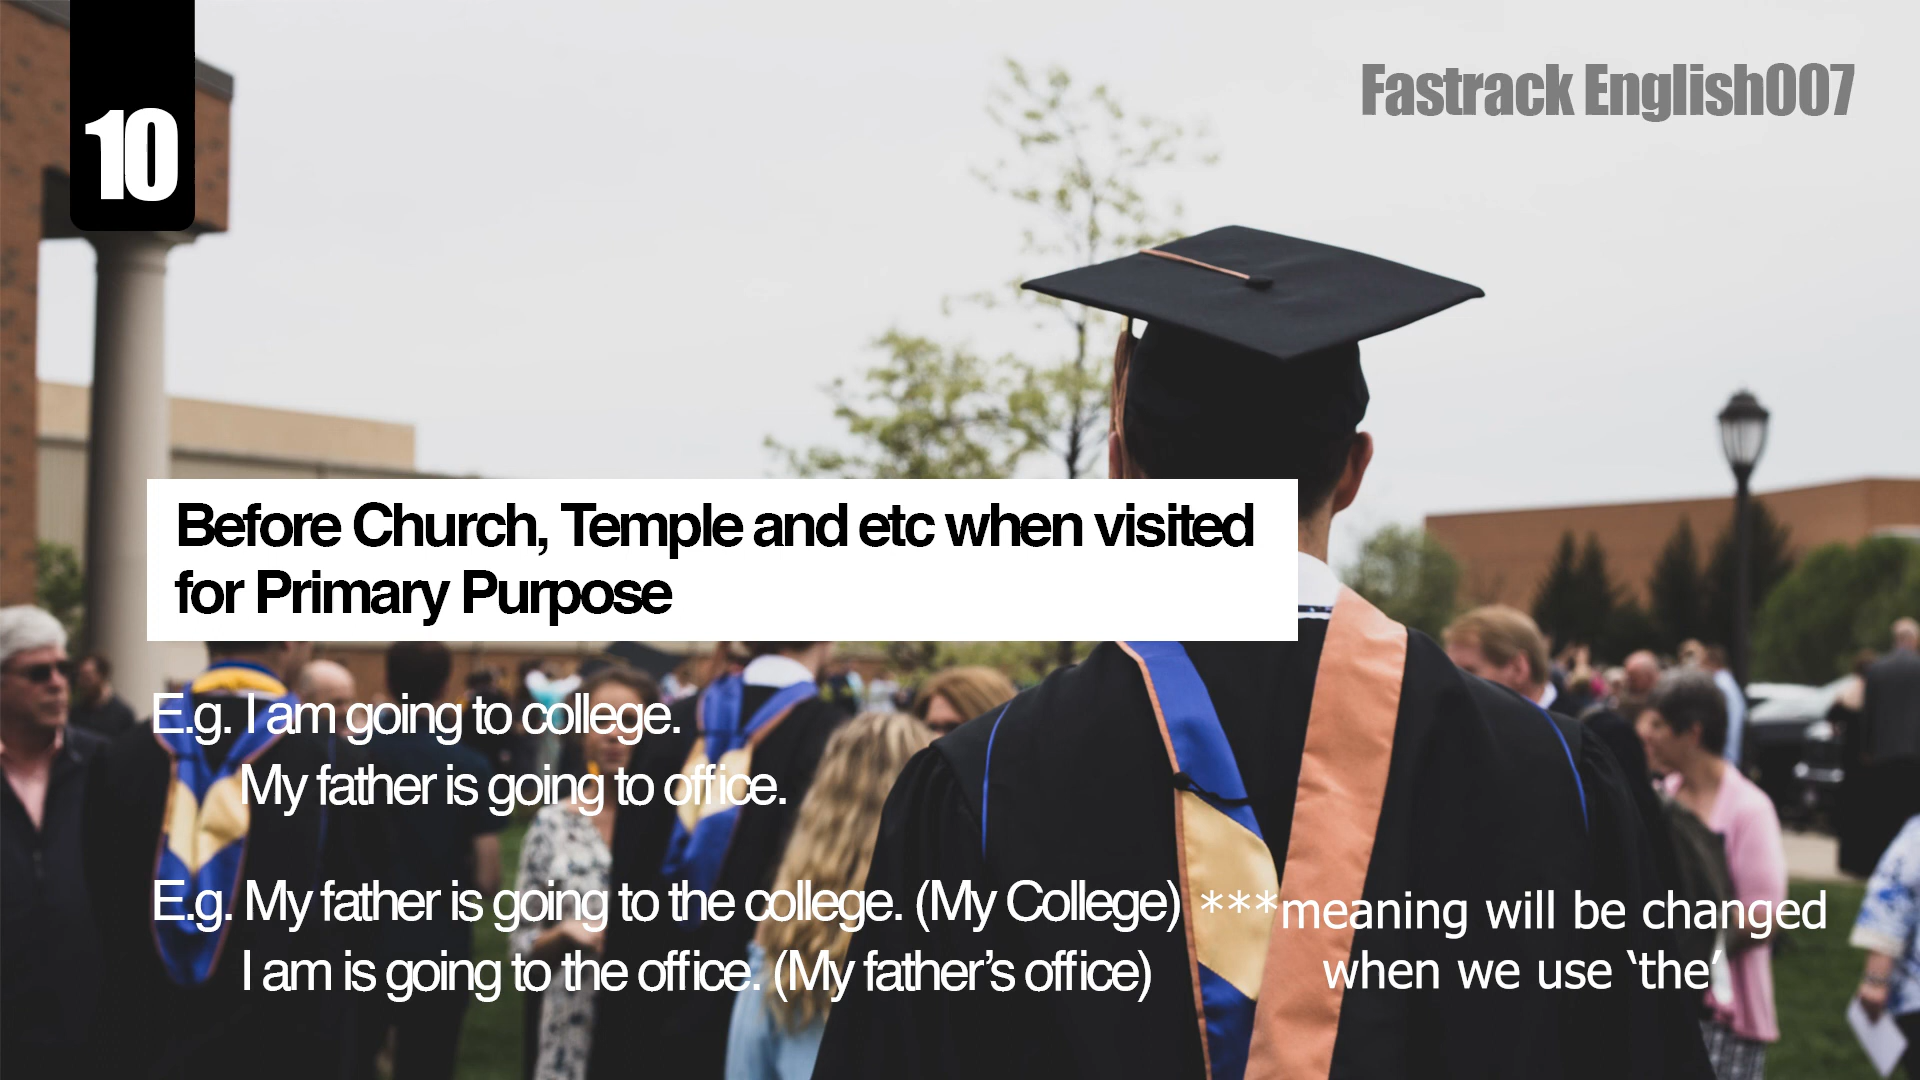 10
Fastrack English007
Before Church, Temple and etc when visited
for Primary Purpose
E.g. I am going to college.
My father is going to office.
E.g. My father is going to the college. (My College) ***meaning will be changed
I am is going to the office. (My father’s office) when we use ‘the’